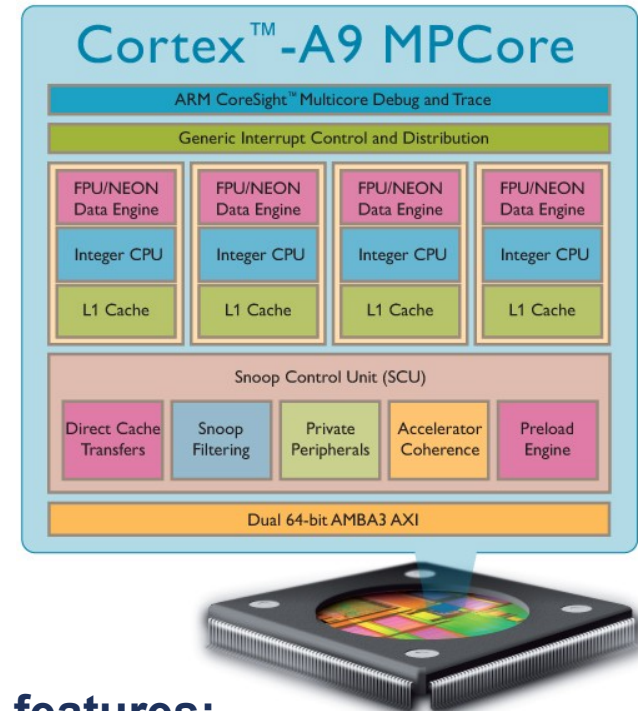 Cortex™-A9 MPCore
ARM CoreSight™ Multicore Debug and Trace
Generic Interrupt Control and Distribution
FPU/NEON
Data Engine
Integer CPU
L1 Cache
FPU/NEON
Data Engine
Integer CPU
L1 Cache
FPU/NEON
Data Engine
Integer CPU
L1 Cache
FPU/NEON
Data Engine
Integer CPU
L1 Cache
Snoop Control Unit (SCU)
Direct Cache
Transfers
Snoop
Filtering
Private
Peripherals
Accelerator
Coherence
Preload
Engine
Dual 64-bit AMBA3 AXI
features: